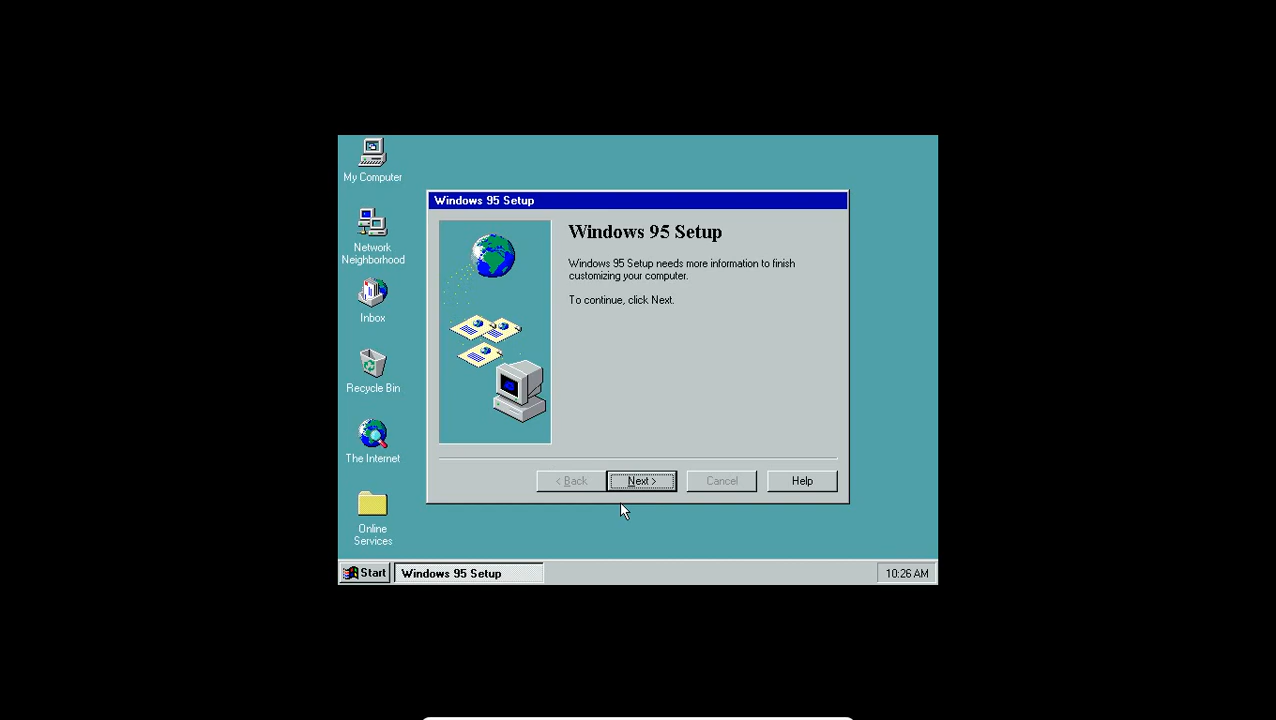 My Computer
Network
Neighborhood
Inbox
Recycle Bin
The Internet
Online
Services
Windows 95 Setup
Windows 95 Setup
Windows 95 Setup needs more information to finish
customizing your computer.
To continue, click Next.
< Back
Next >
Cancel
Help
Start
Windows 95 Setup
10:26 AM